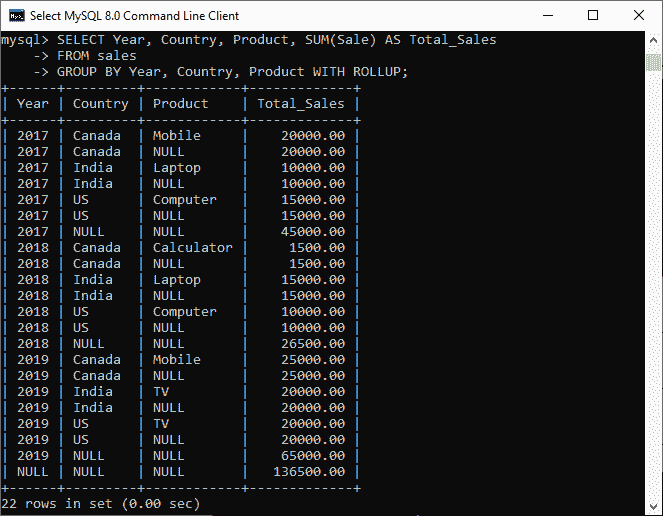 Select MySQL 8.0 Command Line Client
mysql> SELECT Year, Country, Product, SUM(Sale) AS Total_Sales
    -> FROM sales
    -> GROUP BY Year, Country, Product WITH ROLLUP;
+------+---------+------------+-------------+
| Year | Country | Product    | Total_Sales |
+------+---------+------------+-------------+
| 2017 | Canada  | Mobile     |    20000.00 |
| 2017 | Canada  | NULL       |    20000.00 |
| 2017 | India   | Laptop     |    10000.00 |
| 2017 | India   | NULL       |    10000.00 |
| 2017 | US      | Computer   |    15000.00 |
| 2017 | US      | NULL       |    15000.00 |
| 2017 | NULL    | NULL       |    45000.00 |
| 2018 | Canada  | Calculator |     1500.00 |
| 2018 | Canada  | NULL       |     1500.00 |
| 2018 | India   | Laptop     |    15000.00 |
| 2018 | India   | NULL       |    15000.00 |
| 2018 | US      | Computer   |    10000.00 |
| 2018 | US      | NULL       |    10000.00 |
| 2018 | NULL    | NULL       |    26500.00 |
| 2019 | Canada  | Mobile     |    25000.00 |
| 2019 | Canada  | NULL       |    25000.00 |
| 2019 | India   | TV         |    20000.00 |
| 2019 | India   | NULL       |    20000.00 |
| 2019 | US      | TV         |    20000.00 |
| 2019 | US      | NULL       |    20000.00 |
| 2019 | NULL    | NULL       |    65000.00 |
| NULL | NULL    | NULL       |   136500.00 |
+------+---------+------------+-------------+
22 rows in set (0.00 sec)